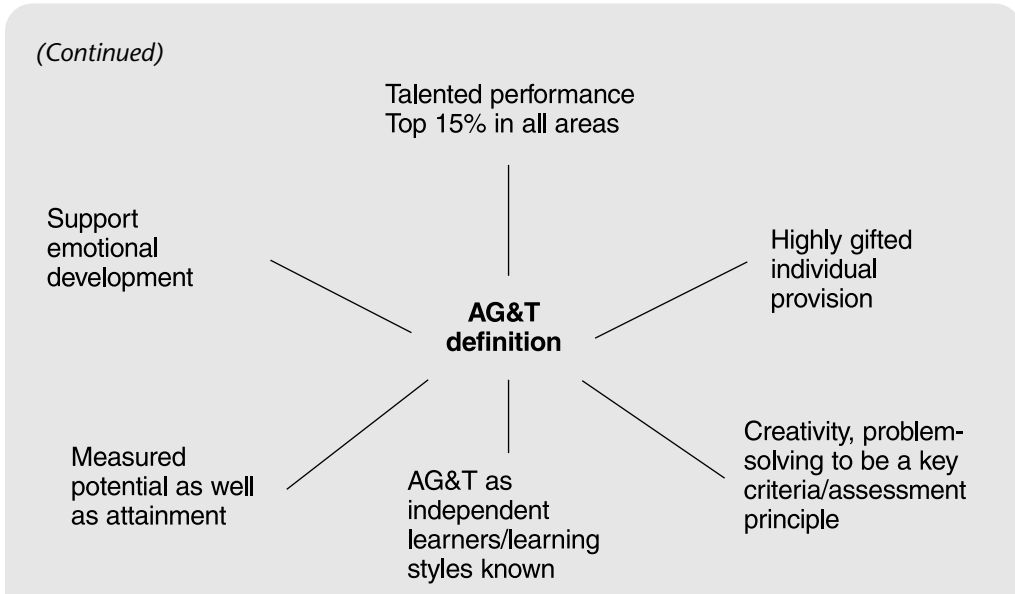 (Continued)
Talented performance
Top 15% in all areas
Support
emotional
development
Highly gifted
individual
provision
AG&T
definition
Measured
potential as well
as attainment
AG&T as
independent
learners/learning
styles known
Creativity, problem-
solving to be a key
criteria/assessment
principle